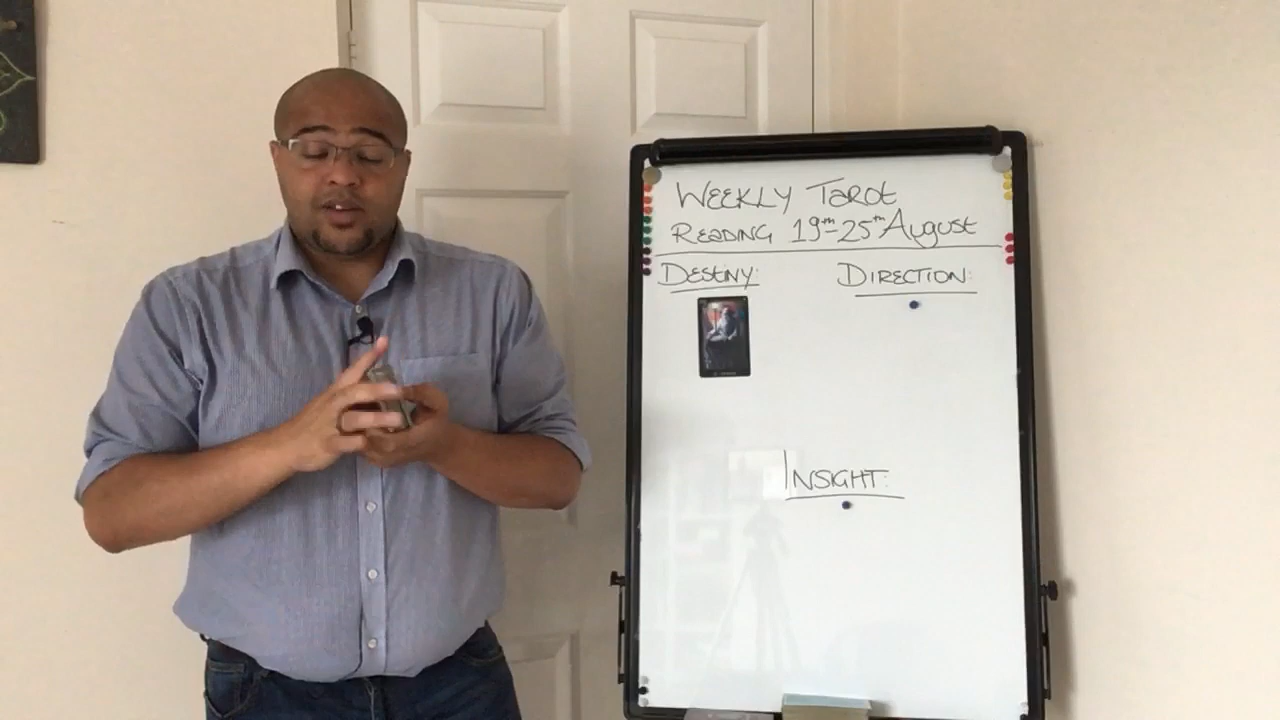 WEEKLY TAROT
READING 19TH-25TH AUGUST
DESTINY:
DIRECTION:
INSIGHT: